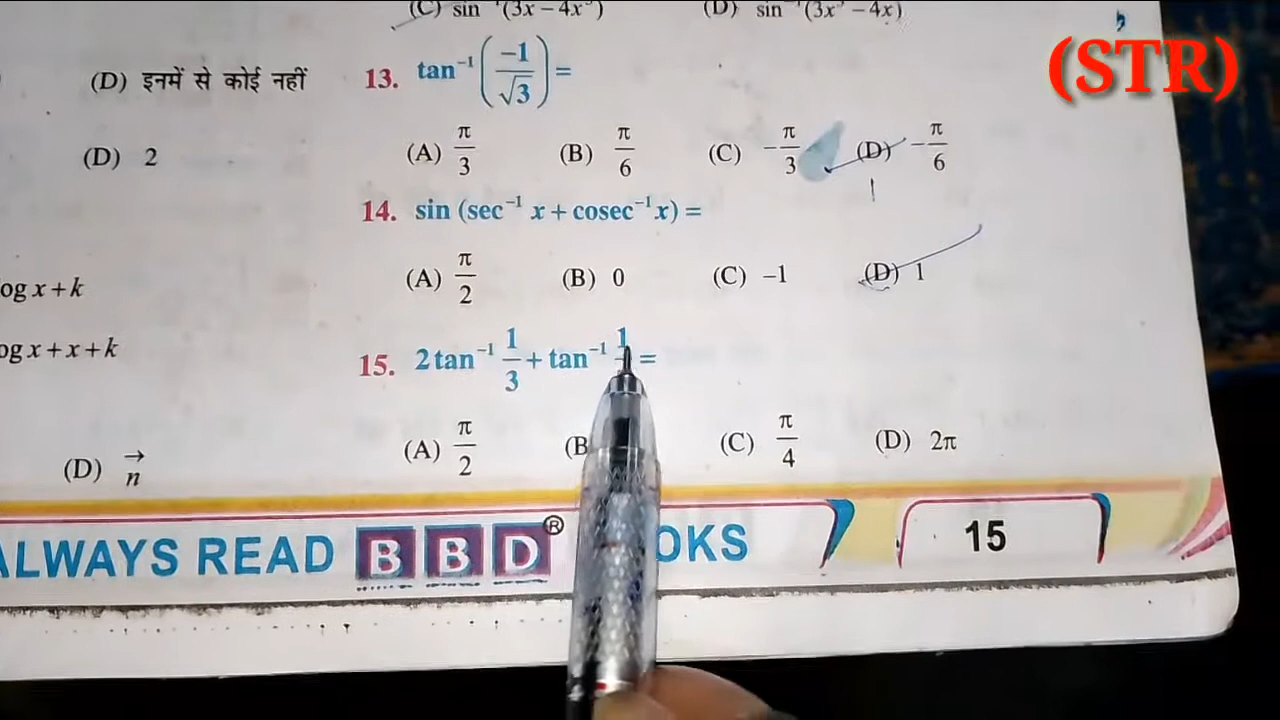 (C) sin⁻¹(3x − 4x³)
(D) sin⁻¹(3x³ − 4x)
(STR)
(D) इनमें से कोई नहीं
13. tan⁻¹(−1/√3) =
(D) 2
(A) π/3 (B) π/6 (C) −π/3 (D) −π/6
14. sin (sec⁻¹ x + cosec⁻¹x) =
(A) π/2 (B) 0 (C) –1 (D) 1
og x + k
og x + x + k
15. 2 tan⁻¹ 1/3 + tan⁻¹ 1 =
(A) π/2 (B (C) π/4 (D) 2π
(D) n⃗
ALWAYS READ BBD® OKS
15